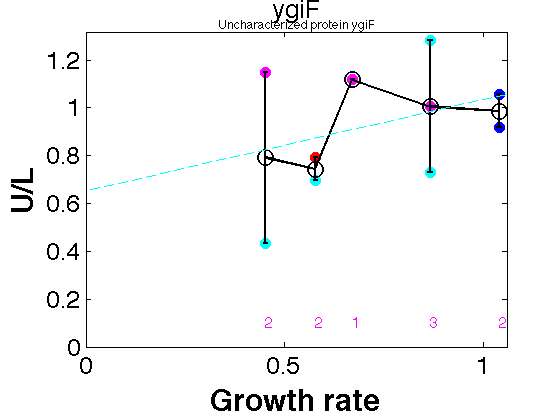 ygiF
Uncharacterized protein ygiF
1.2
1
0.8
0.6
0.4
0.2
0
U/L
2 2 1 3 2
0 0.5 1
Growth rate